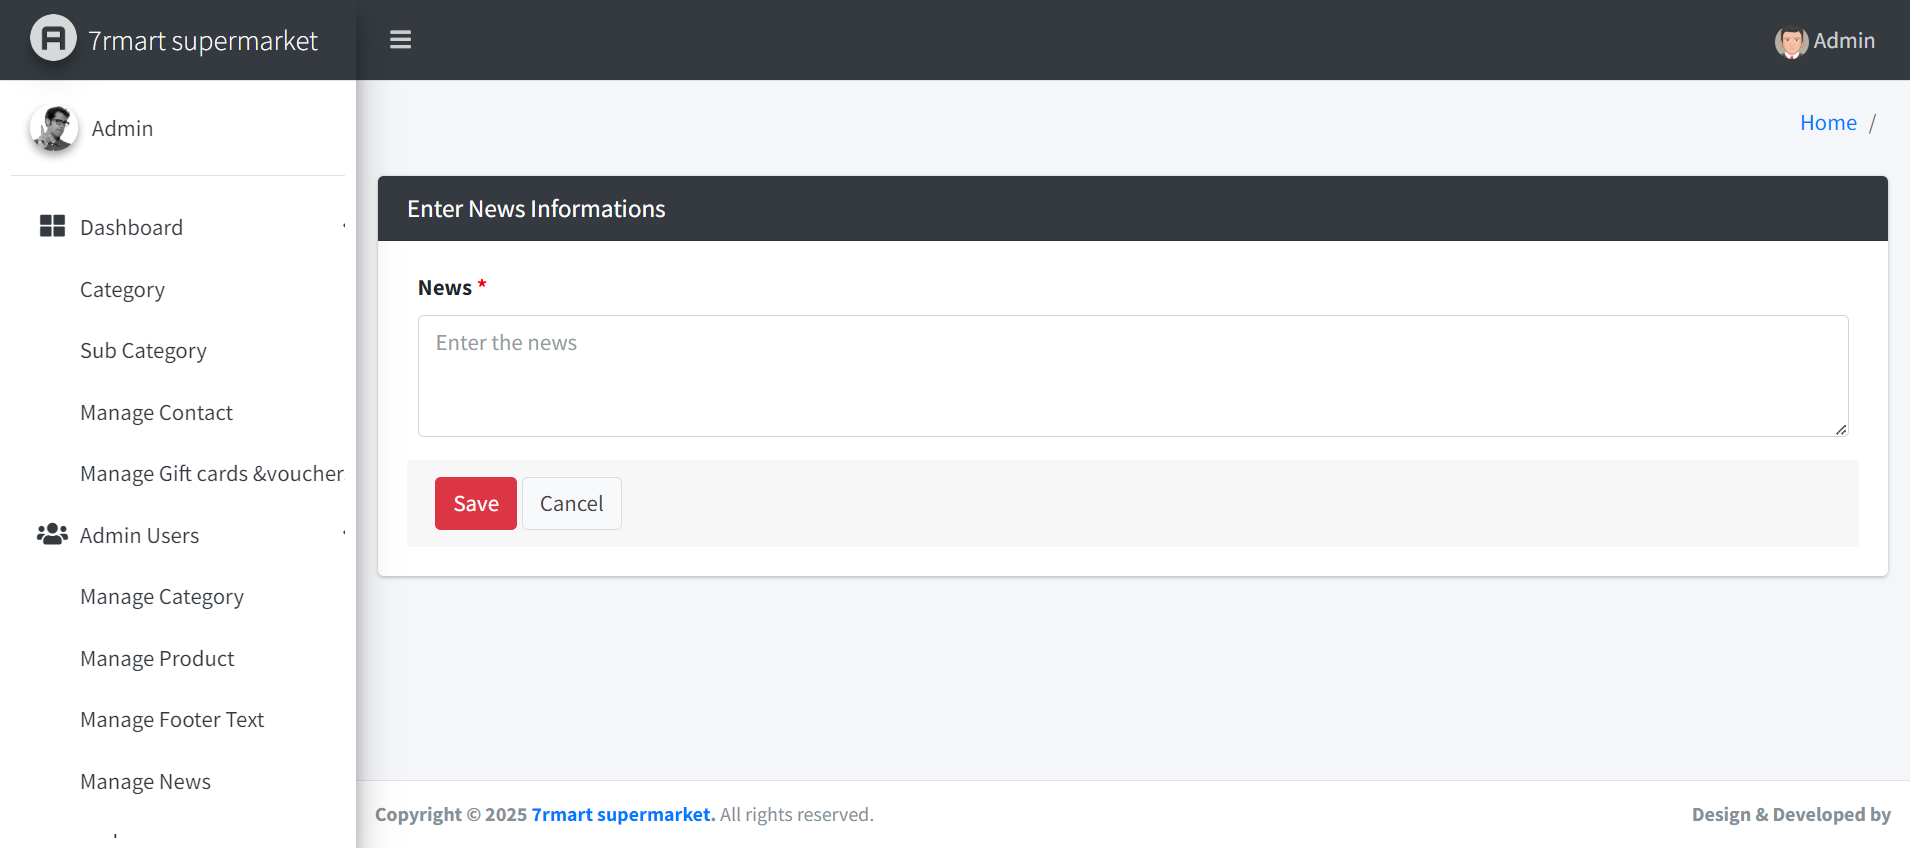 7rmart supermarket
Admin
Admin
Home /
Dashboard
Category
Sub Category
Manage Contact
Manage Gift cards &voucher
Admin Users
Manage Category
Manage Product
Manage Footer Text
Manage News
Enter News Informations
News *
Enter the news
Save Cancel
Copyright © 2025 7rmart supermarket. All rights reserved.
Design & Developed by